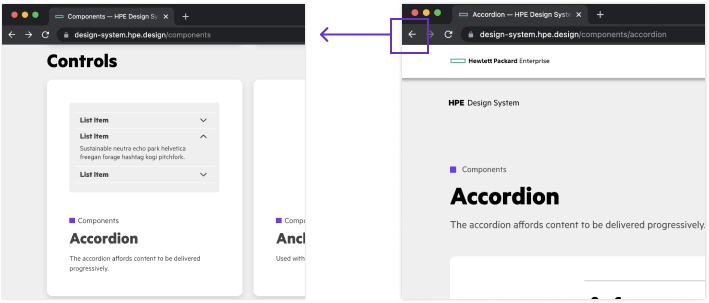 Components — HPE Design Sy
design-system.hpe.design/components
Controls
List Item
List Item
Sustainable neutra echo park helvetica
freegan forage hashtag kogi pitchfork.
List Item
Components
Accordion
The accordion affords content to be delivered
progressively.
Compo
Anch
Used with
Accordion — HPE Design Syste
design-system.hpe.design/components/accordion
Hewlett Packard Enterprise
HPE Design System
Components
Accordion
The accordion affords content to be delivered progressively.